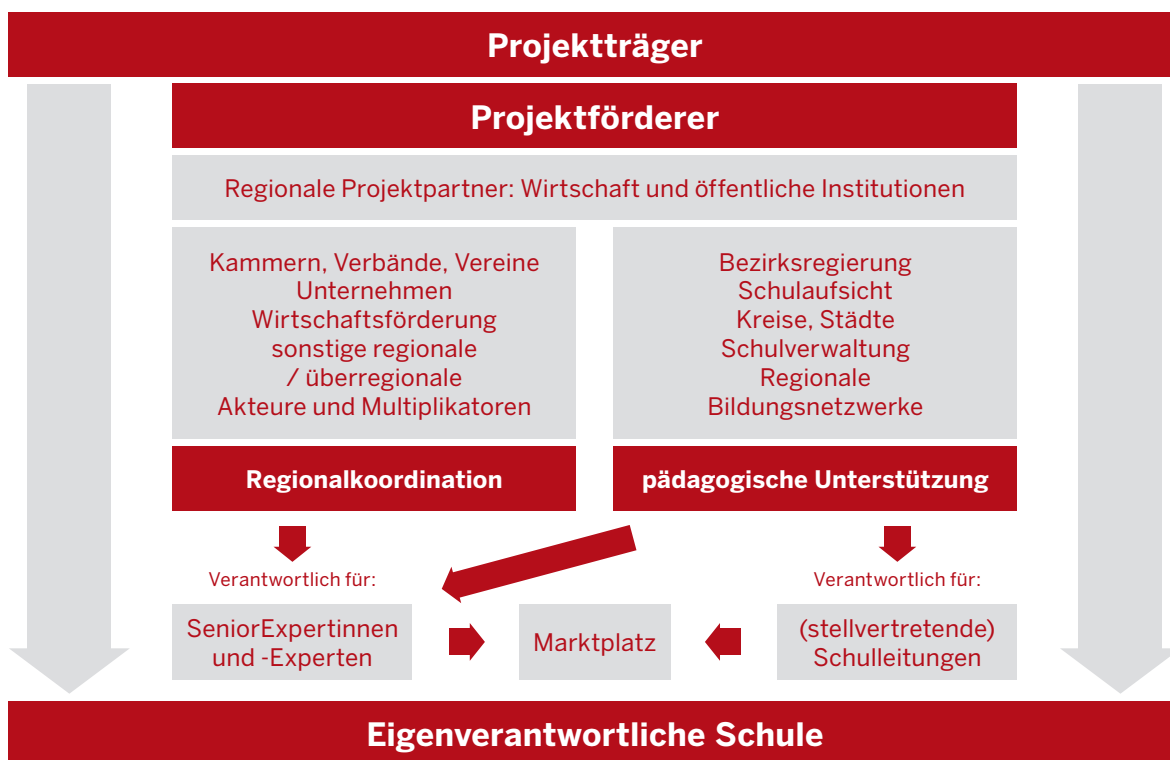 Projektträger
Projektförderer
Regionale Projektpartner: Wirtschaft und öffentliche Institutionen
Kammern, Verbände, Vereine
Unternehmen
Wirtschaftsförderung
sonstige regionale
/ überregionale
Akteure und Multiplikatoren
Bezirksregierung
Schulaufsicht
Kreise, Städte
Schulverwaltung
Regionale
Bildungsnetzwerke
Regionalkoordination
pädagogische Unterstützung
Verantwortlich für:
Verantwortlich für:
SeniorExpertinnen
und -Experten
Marktplatz
(stellvertretende)
Schulleitungen
Eigenverantwortliche Schule